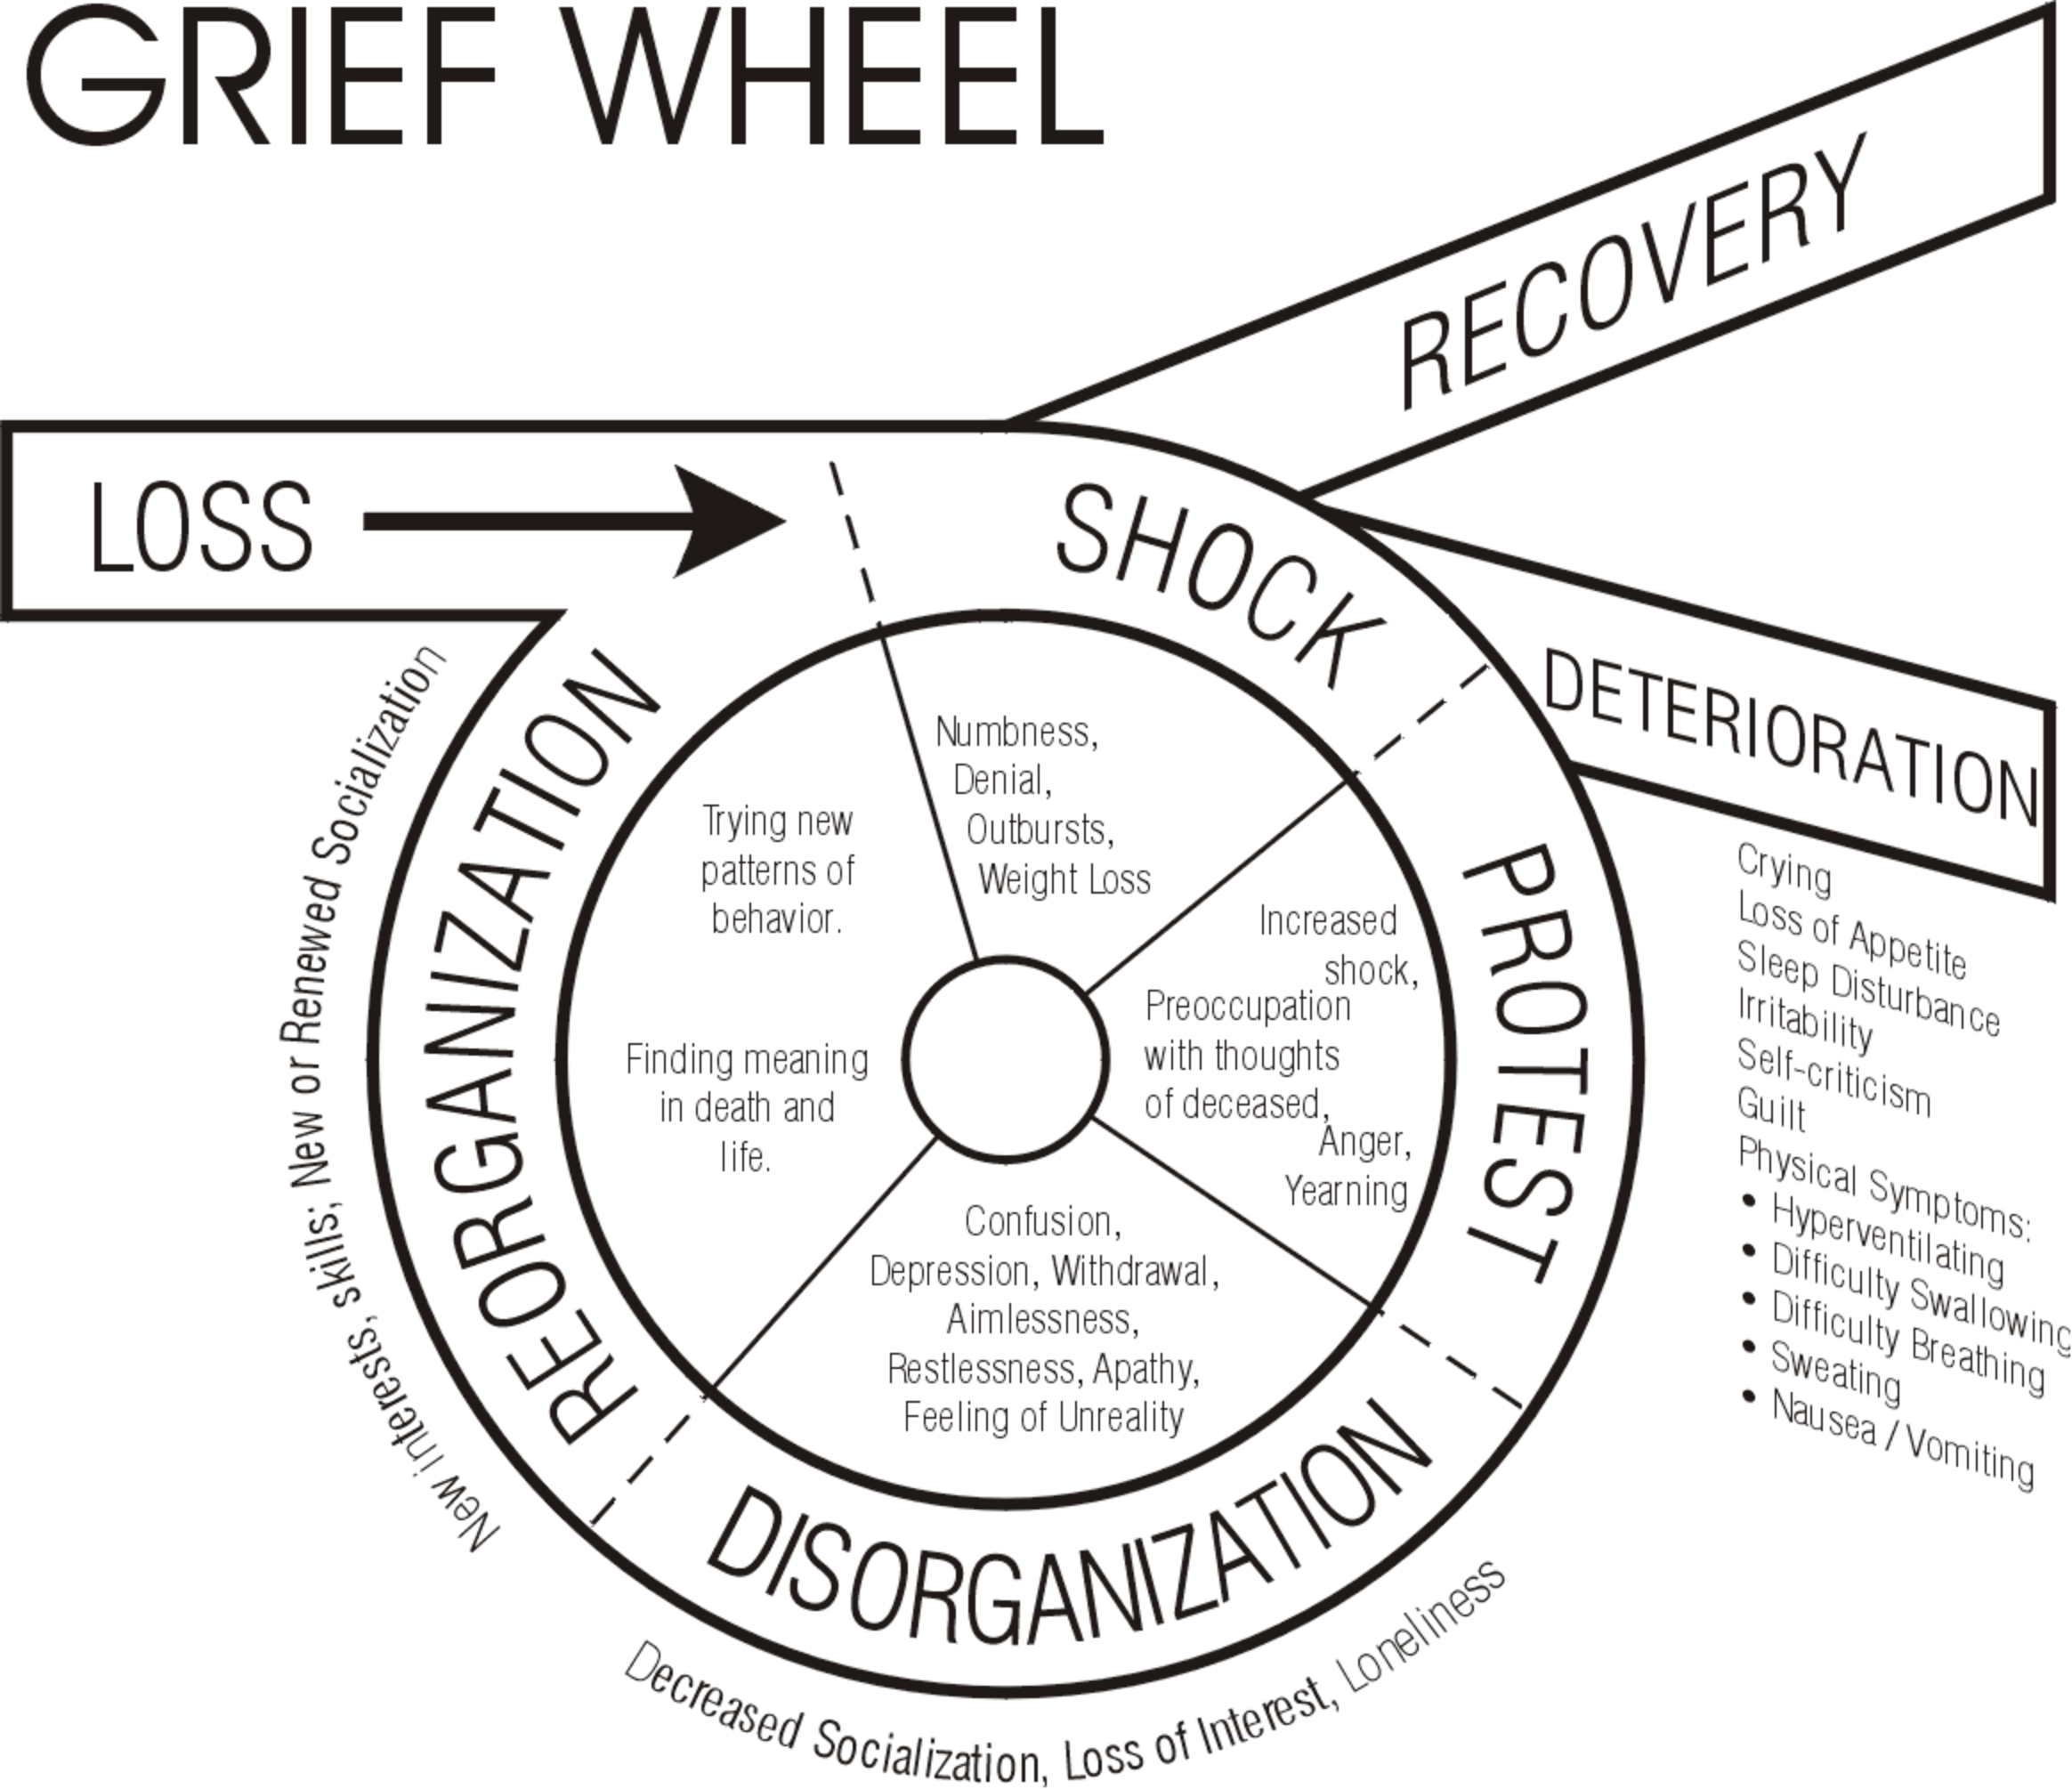 GRIEF WHEEL
RECOVERY
LOSS
SHOCK
DETERIORATION
PROTEST
DISORGANIZATION
REORGANIZATION
Numbness,
Denial,
Outbursts,
Weight Loss
Increased
shock,
Preoccupation
with thoughts
of deceased,
Anger,
Yearning
Confusion,
Depression, Withdrawal,
Aimlessness,
Restlessness, Apathy,
Feeling of Unreality
Trying new
patterns of
behavior.
Finding meaning
in death and
life.
New interests, skills; New or Renewed Socialization
Decreased Socialization, Loss of Interest, Loneliness
Crying
Loss of Appetite
Sleep Disturbance
Irritability
Self-criticism
Guilt
Physical Symptoms:
• Hyperventilating
• Difficulty Swallowing
• Difficulty Breathing
• Sweating
• Nausea / Vomiting